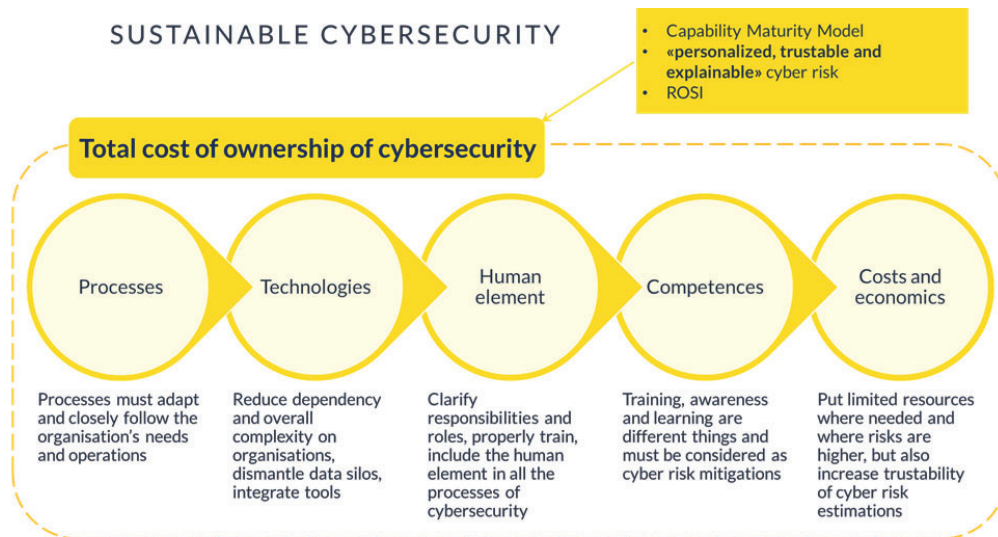 SUSTAINABLE CYBERSECURITY
• Capability Maturity Model
• «personalized, trustable and
explainable» cyber risk
• ROSI
Total cost of ownership of cybersecurity
Processes
Technologies
Human
element
Competences
Costs and
economics
Processes must adapt
and closely follow the
organisation's needs
and operations
Reduce dependency
and overall
complexity on
organisations,
dismantle data silos,
integrate tools
Clarify
responsibilities and
roles, properly train,
include the human
element in all the
processes of
cybersecurity
Training, awareness
and learning are
different things and
must be considered as
cyber risk mitigations
Put limited resources
where needed and
where risks are
higher, but also
increase trustability
of cyber risk
estimations